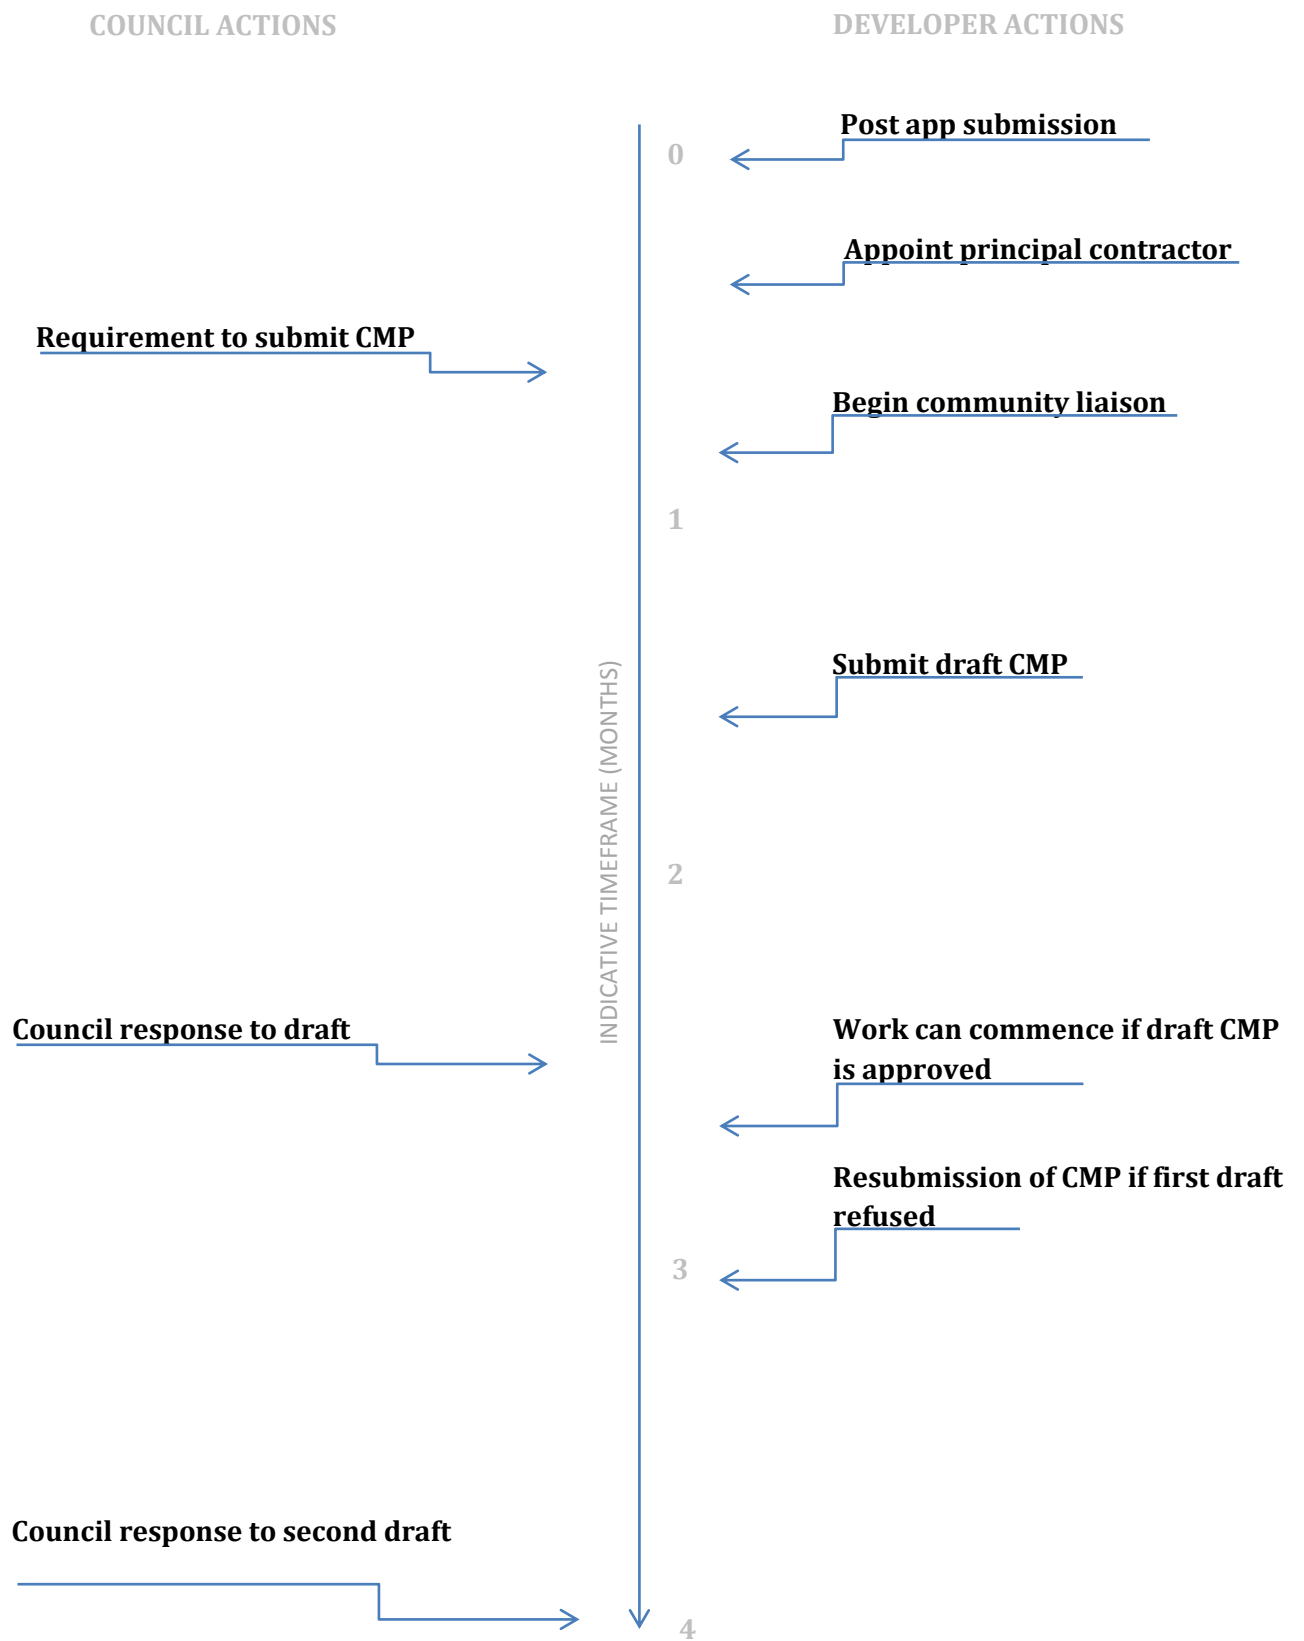 COUNCIL ACTIONS
DEVELOPER ACTIONS
Post app submission
0
Appoint principal contractor
Requirement to submit CMP
Begin community liaison
1
Submit draft CMP
INDICATIVE TIMEFRAME (MONTHS)
2
Council response to draft
Work can commence if draft CMP
is approved
Resubmission of CMP if first draft
refused
3
Council response to second draft
4